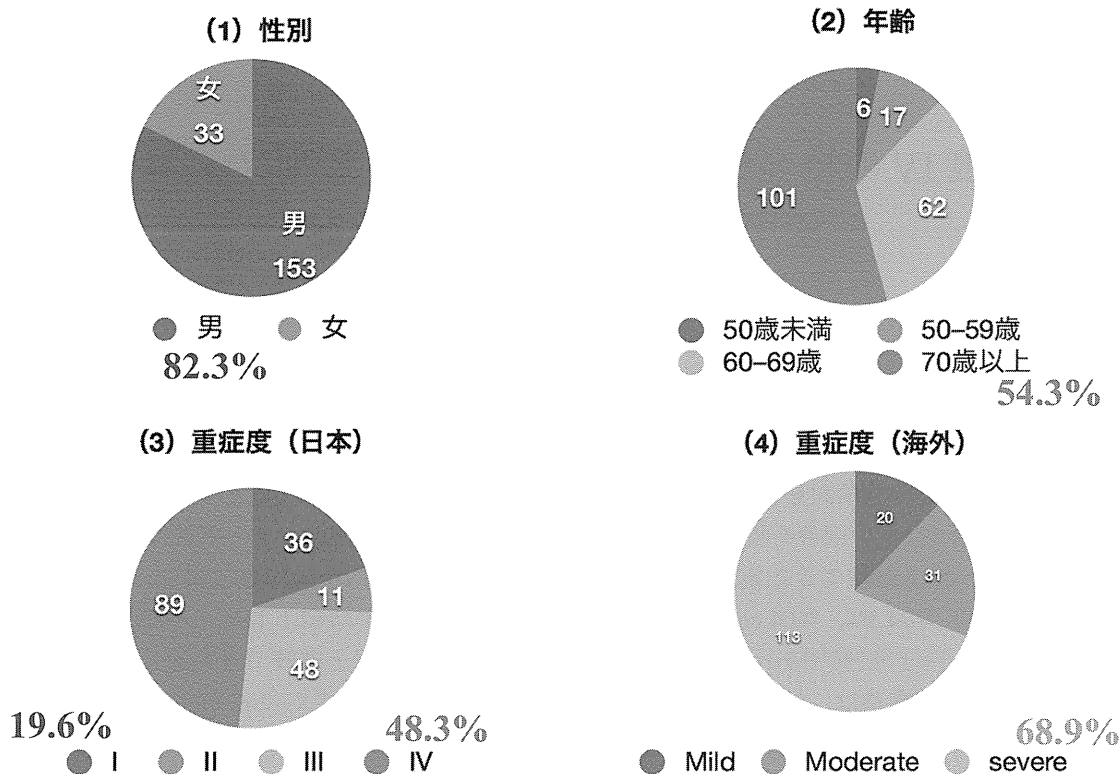 (1) 性別
女
33
男
153
男 女
82.3%
(2) 年齢
6
17
62
101
50歳未満 50–59歳
60–69歳 70歳以上
54.3%
(3) 重症度（日本）
36
11
48
89
19.6%
48.3%
I II III IV
(4) 重症度（海外）
20
31
113
68.9%
Mild Moderate severe